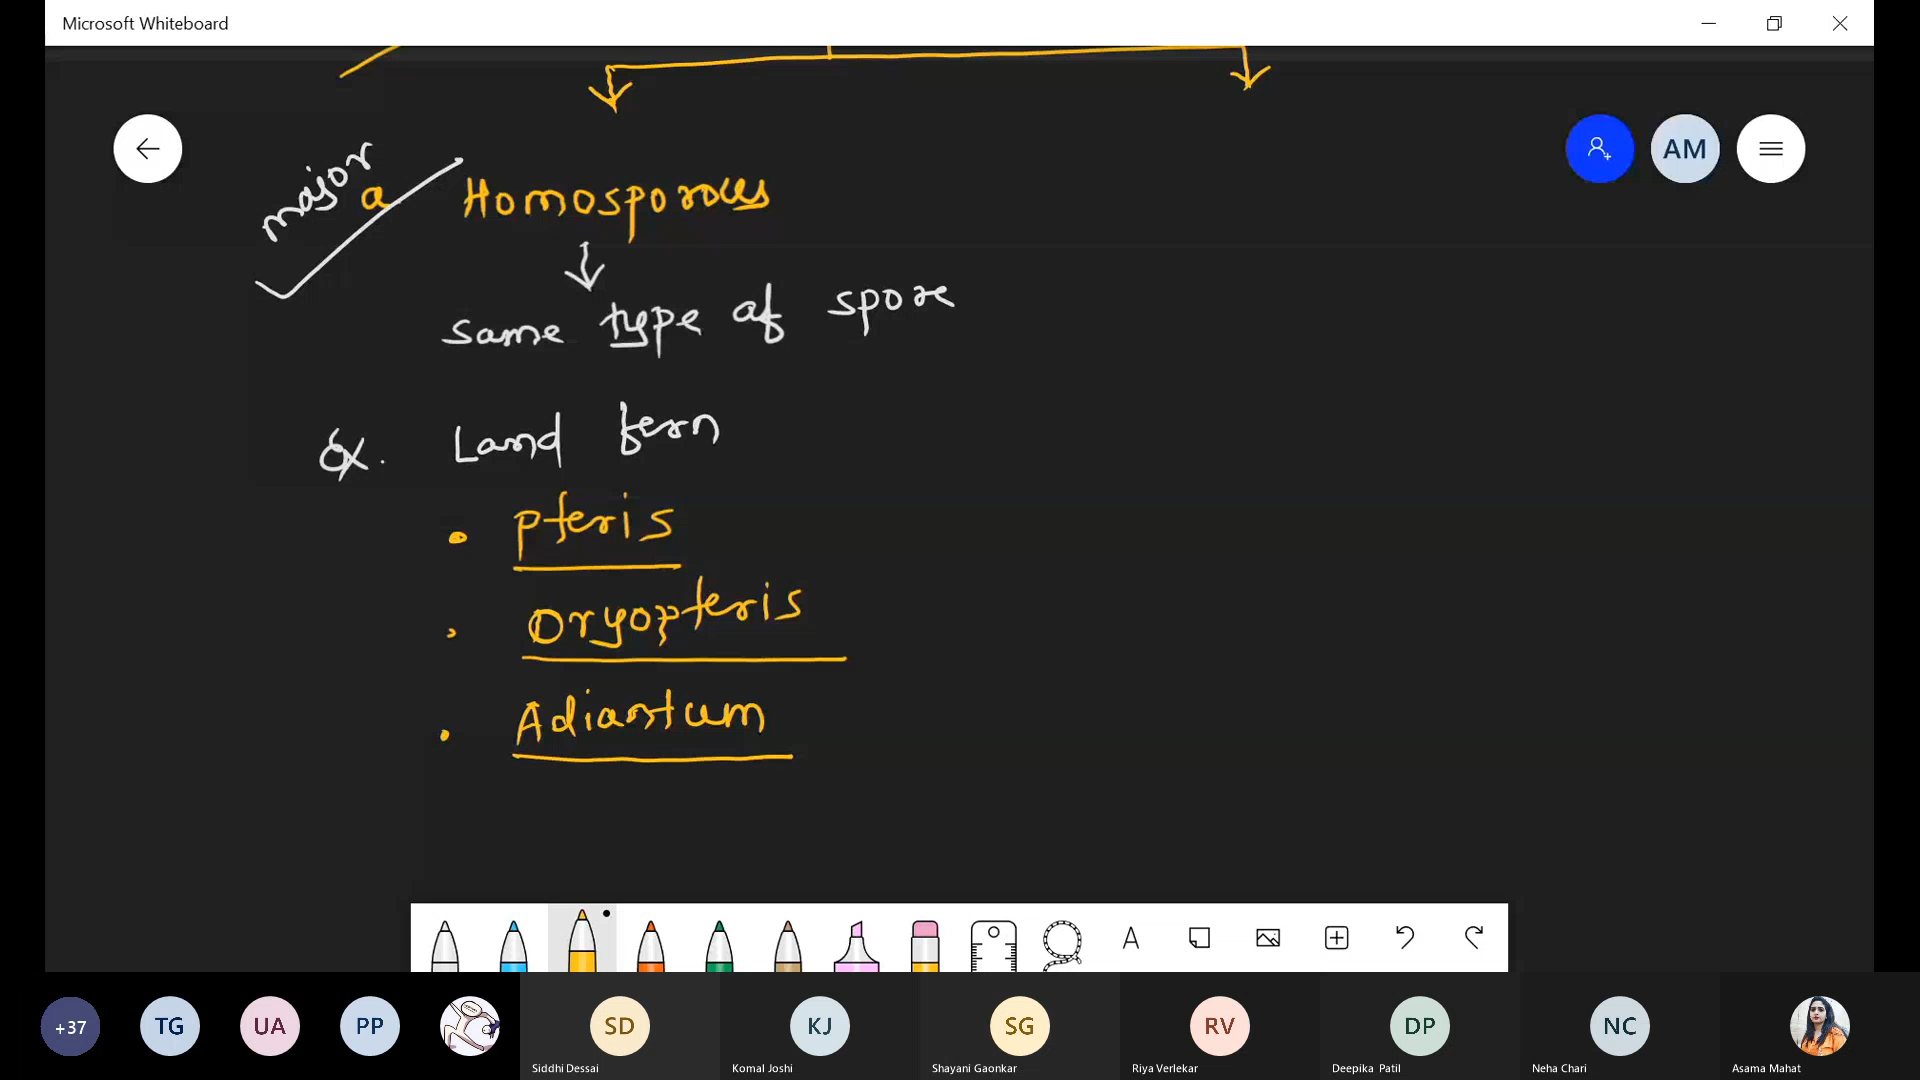 Microsoft Whiteboard
AM
major
a Homosporous
same type of spore
Ex. Land fern
• Pteris
• Dryopteris
• Adiantum
A
+37
TG
UA
PP
SD
KJ
SG
RV
DP
NC
Siddhi Dessai
Komal Joshi
Shayani Gaonkar
Riya Verlekar
Deepika Patil
Neha Chari
Asama Mahat